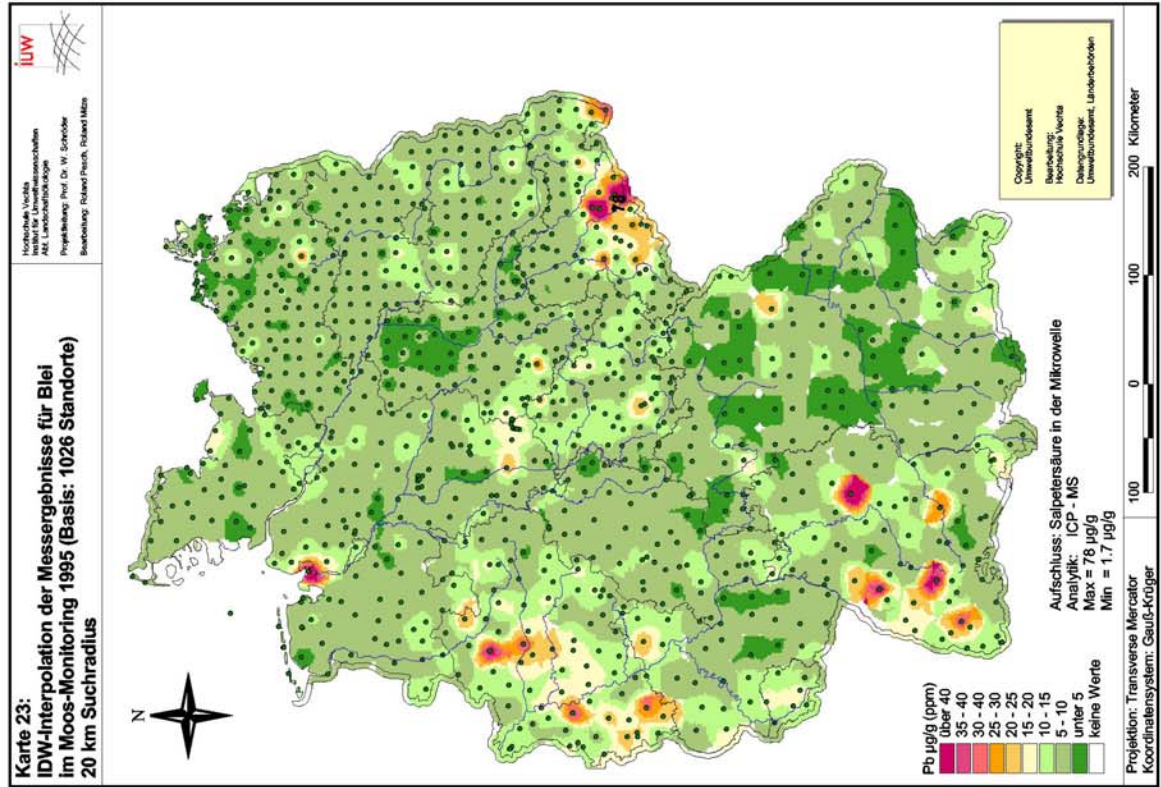 Karte 23:
IDW-Interpolation der Messergebnisse für Blei
im Moos-Monitoring 1995 (Basis: 1026 Standorte)
20 km Suchradius
Hochschule Vechta
Institut für Umweltwissenschaften
Abt. Landschaftsökologie
Projektleitung: Prof. Dr. W. Schröder
Bearbeitung: Roland Pesch, Roland Mitze
iuw
N
78
Pb µg/g (ppm)
über 40
35 - 40
30 - 40
25 - 30
20 - 25
15 - 20
10 - 15
5 - 10
unter 5
keine Werte
Aufschluss: Salpetersäure in der Mikrowelle
Analytik: ICP - MS
Max = 78 µg/g
Min = 1.7 µg/g
Copyright:
Umweltbundesamt
Bearbeitung:
Hochschule Vechta
Datengrundlage:
Umweltbundesamt, Länderbehörden
Projektion: Transverse Mercator
Koordinatensystem: Gauß-Krüger
100 0 100 200 Kilometer